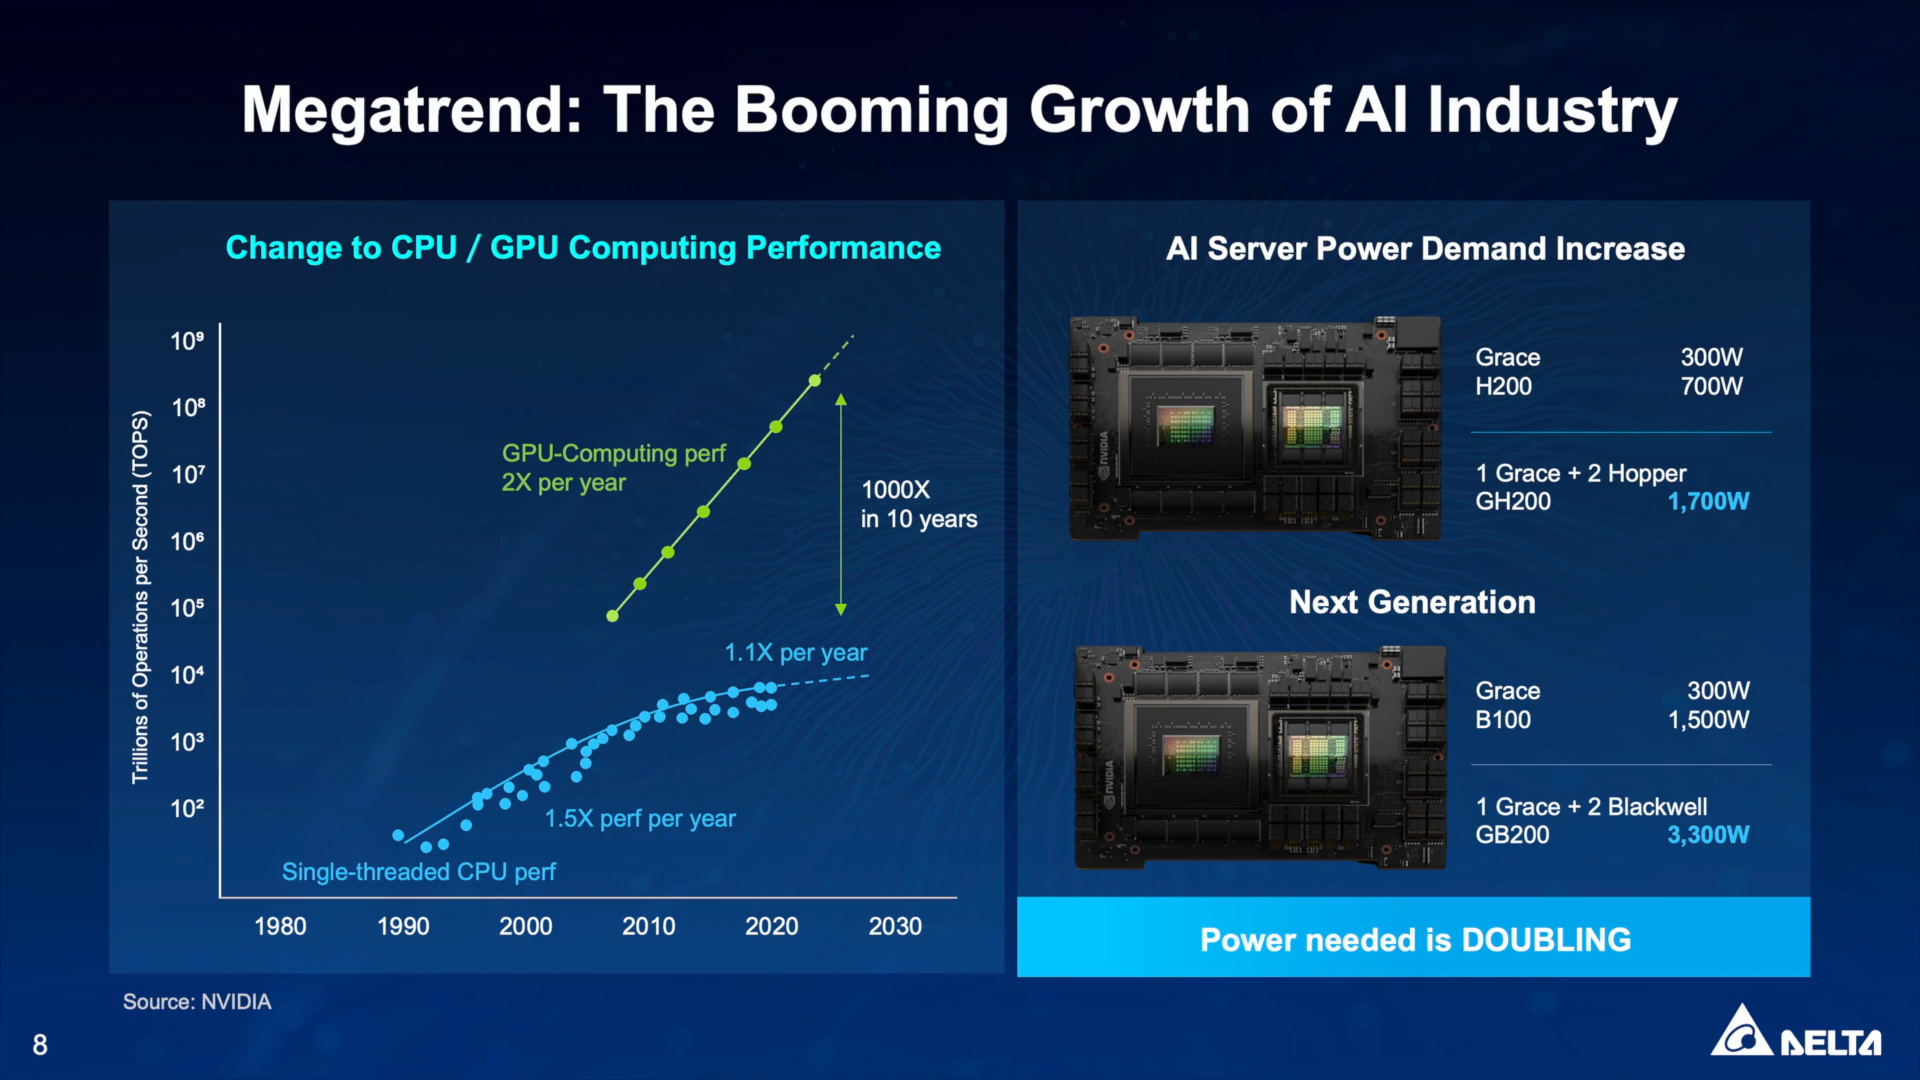 Megatrend: The Booming Growth of AI Industry
Change to CPU / GPU Computing Performance
Trillions of Operations per Second (TOPS)
10⁹
10⁸
10⁷
10⁶
10⁵
10⁴
10³
10²
GPU-Computing perf
2X per year
1000X
in 10 years
1.1X per year
1.5X perf per year
Single-threaded CPU perf
1980 1990 2000 2010 2020 2030
Source: NVIDIA
AI Server Power Demand Increase
NVIDIA
Grace 300W
H200 700W
1 Grace + 2 Hopper
GH200 1,700W
Next Generation
NVIDIA
Grace 300W
B100 1,500W
1 Grace + 2 Blackwell
GB200 3,300W
Power needed is DOUBLING
8
DELTA